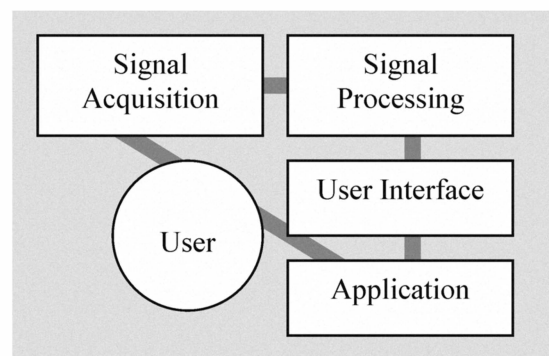 Signal
Acquisition
Signal
Processing
User Interface
User
Application